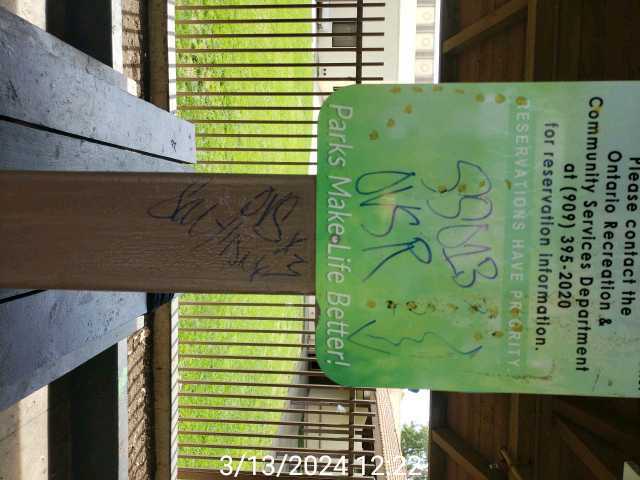 Please contact the
Ontario Recreation &
Community Services Department
at (909) 395-2020
for reservation information.
RESERVATIONS HAVE PRIORITY
OVSR
Parks Make Life Better!
3/13/2024 12:22